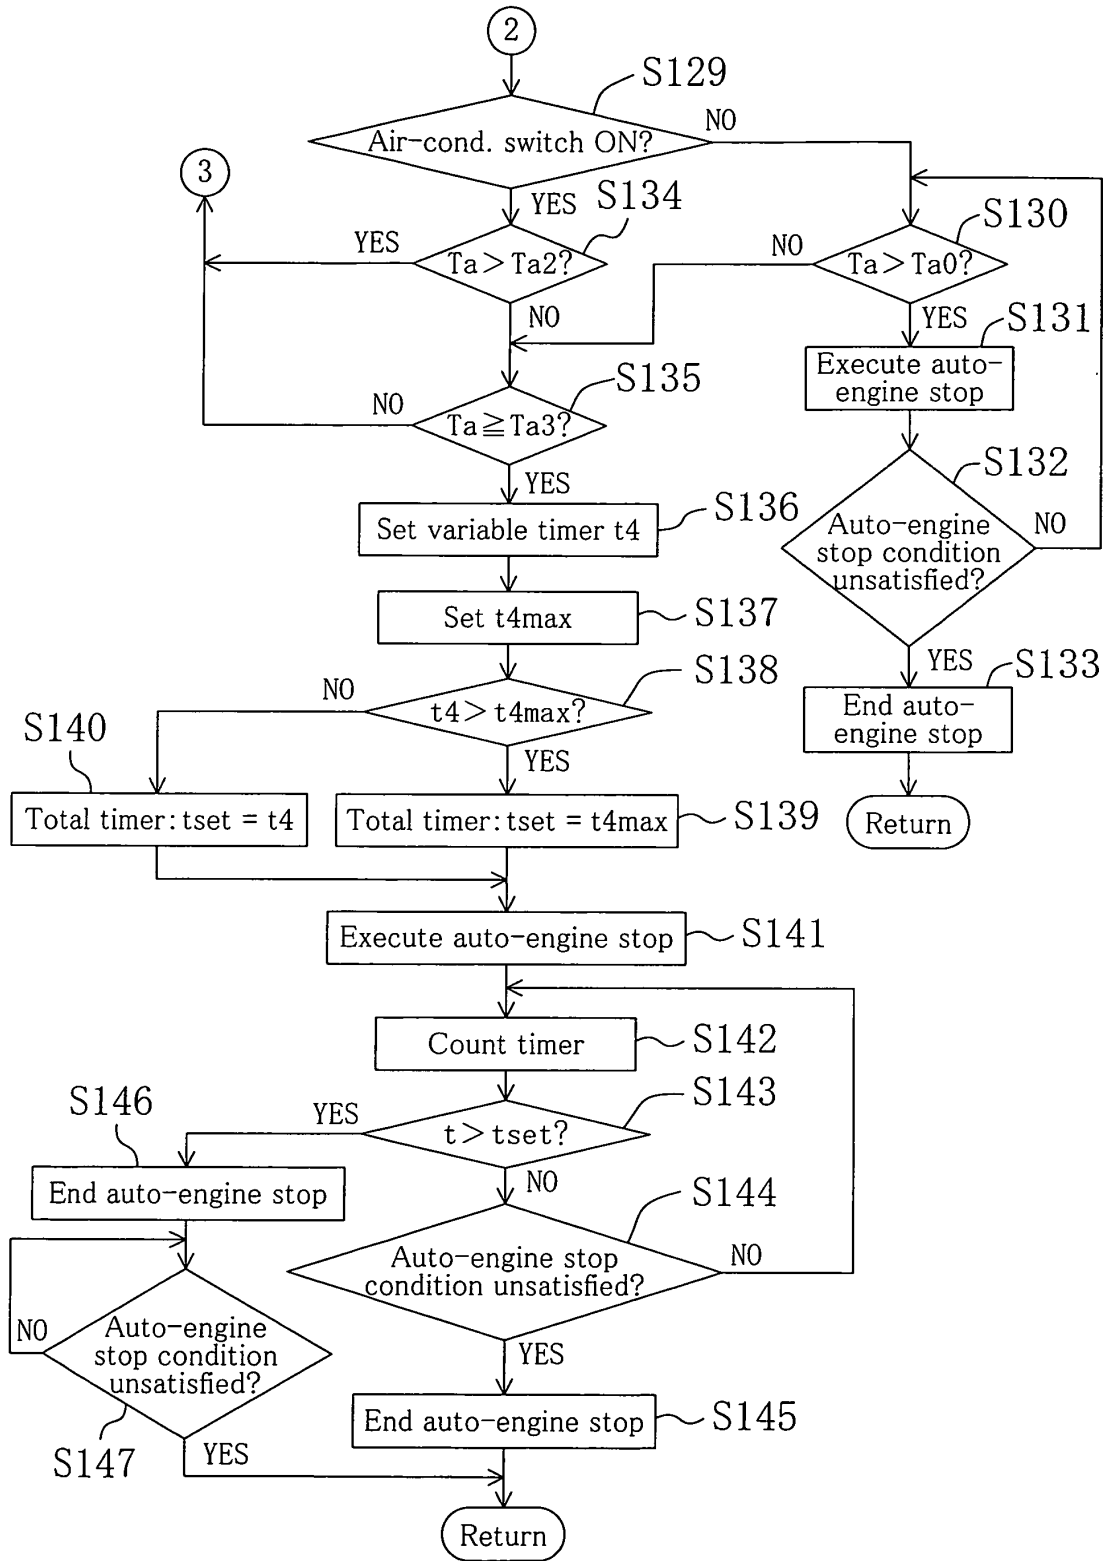 2
S129
Air-cond. switch ON?
NO
YES
3
S134
YES
Ta > Ta2?
NO
S130
NO
Ta > Ta0?
YES
S131
Execute auto-
engine stop
S135
NO
Ta ≧ Ta3?
YES
S132
Auto-engine
stop condition
unsatisfied?
NO
YES
S136
Set variable timer t4
S137
Set t4max
S133
End auto-
engine stop
Return
S138
NO
t4 > t4max?
YES
S140
Total timer: tset = t4
Total timer: tset = t4max
S139
Execute auto-engine stop
S141
Count timer
S142
S143
YES
t > tset?
NO
S146
End auto-engine stop
S144
Auto-engine stop
condition unsatisfied?
NO
YES
NO
Auto-engine
stop condition
unsatisfied?
S147
YES
End auto-engine stop
S145
Return